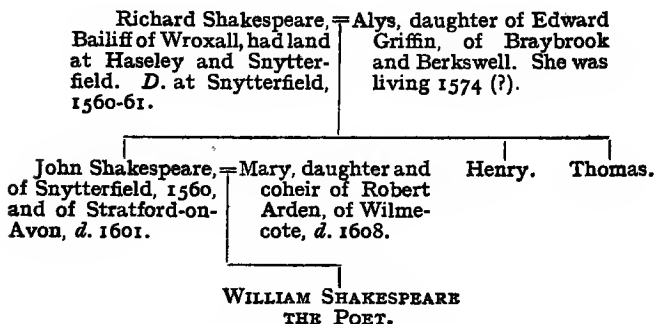 Richard Shakespeare,
Bailiff of Wroxall, had land
at Haseley and Snytter-
field. D. at Snytterfield,
1560-61.
=Alys, daughter of Edward
Griffin, of Braybrook
and Berkswell. She was
living 1574 (?).
John Shakespeare,
of Snytterfield, 1560,
and of Stratford-on-
Avon, d. 1601.
=Mary, daughter and
coheir of Robert
Arden, of Wilme-
cote, d. 1608.
Henry.
Thomas.
WILLIAM SHAKESPEARE
THE POET.